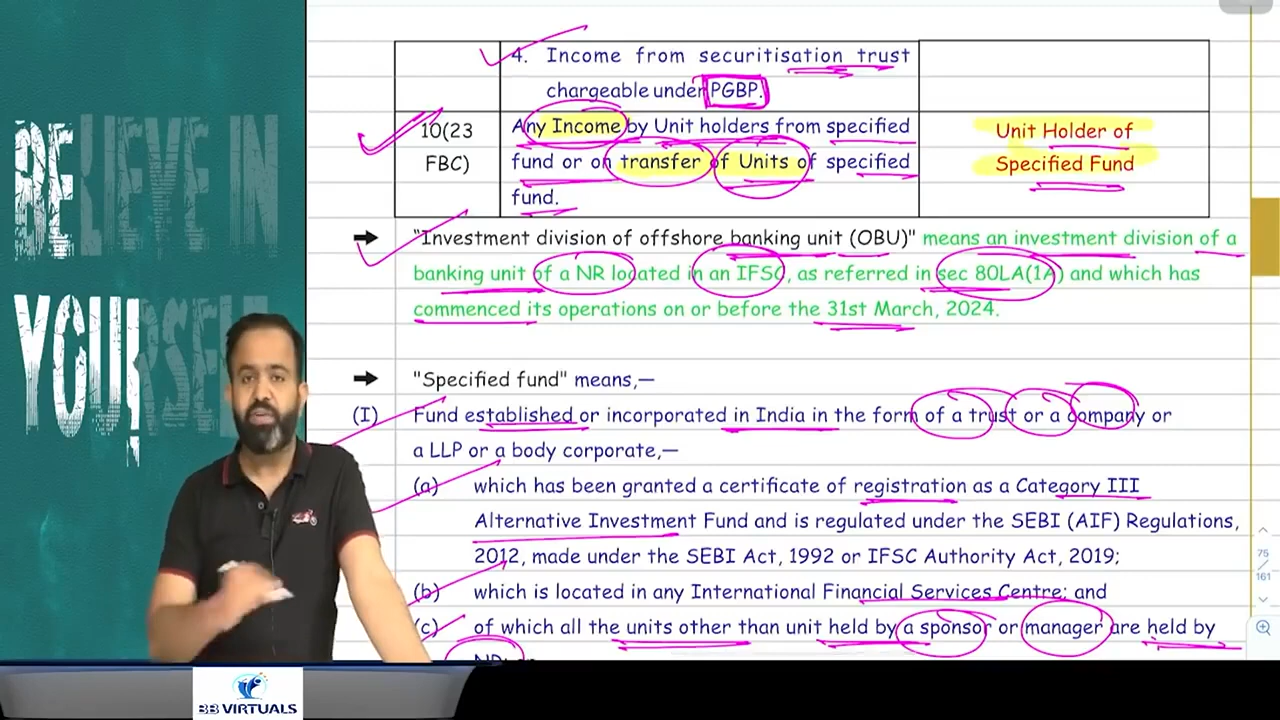 BELIEVE IN
YOURSELF
4. Income from securitisation trust
chargeable under PGBP.
10(23
FBC)
Any Income by Unit holders from specified
fund or on transfer of Units of specified
fund.
Unit Holder of
Specified Fund
➔ "Investment division of offshore banking unit (OBU)" means an investment division of a
banking unit of a NR located in an IFSC, as referred in sec 80LA(1A) and which has
commenced its operations on or before the 31st March, 2024.
➔ "Specified fund" means,—
(I) Fund established or incorporated in India in the form of a trust or a company or
a LLP or a body corporate,—
(a) which has been granted a certificate of registration as a Category III
Alternative Investment Fund and is regulated under the SEBI (AIF) Regulations,
2012, made under the SEBI Act, 1992 or IFSC Authority Act, 2019;
(b) which is located in any International Financial Services Centre; and
(c) of which all the units other than unit held by a sponsor or manager are held by
75
161
BB VIRTUALS